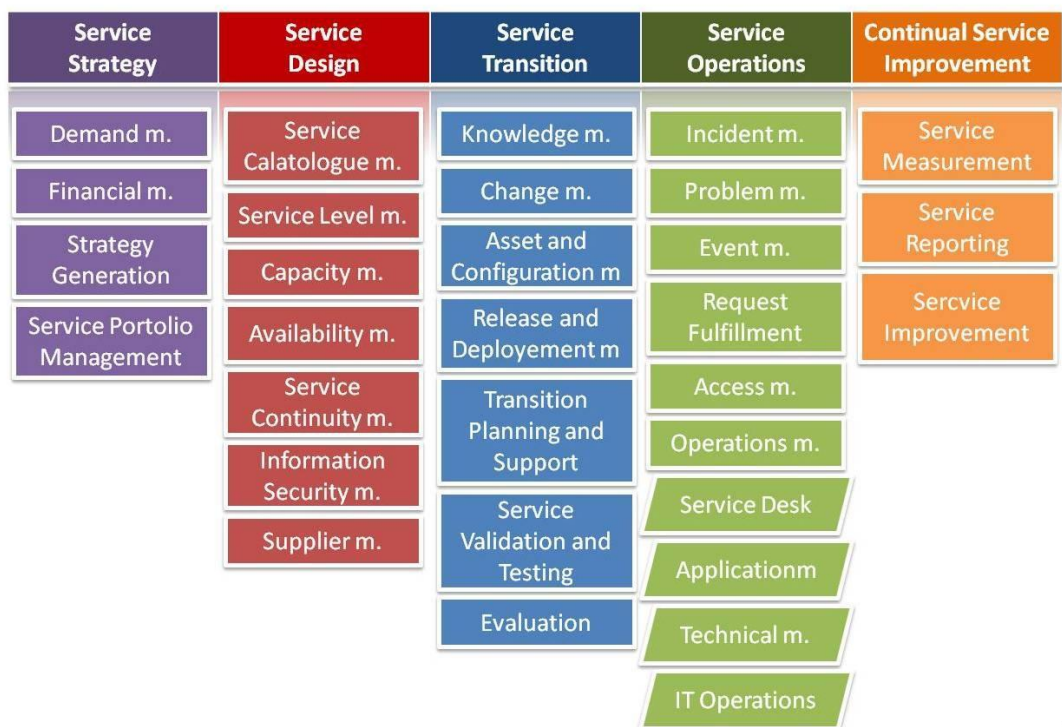 Service
Strategy
Service
Design
Service
Transition
Service
Operations
Continual Service
Improvement
Demand m.
Financial m.
Strategy
Generation
Service Portolio
Management
Service
Calatologue m.
Service Level m.
Capacity m.
Availability m.
Service
Continuity m.
Information
Security m.
Supplier m.
Knowledge m.
Change m.
Asset and
Configuration m
Release and
Deployement m
Transition
Planning and
Support
Service
Validation and
Testing
Evaluation
Incident m.
Problem m.
Event m.
Request
Fulfillment
Access m.
Operations m.
Service Desk
Applicationm
Technical m.
IT Operations
Service
Measurement
Service
Reporting
Sercvice
Improvement